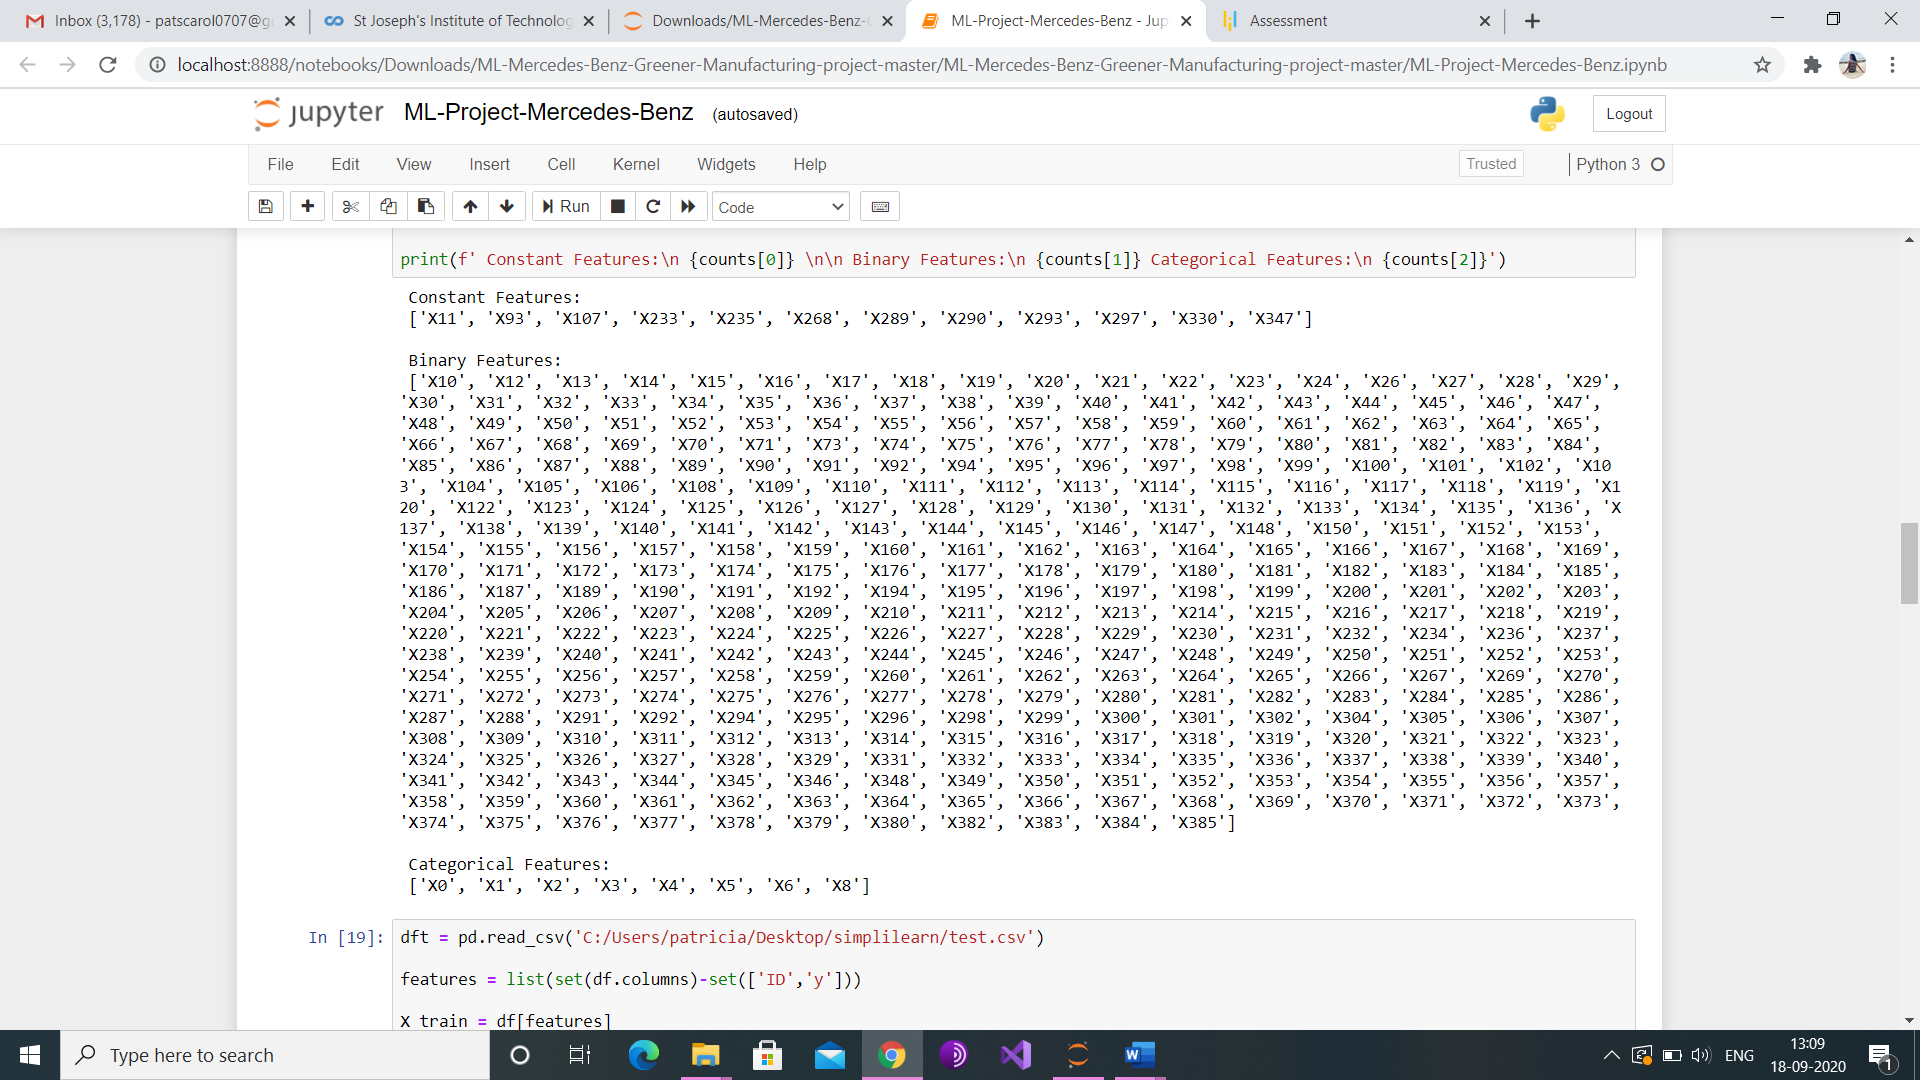 Inbox (3,178) - patscarol0707@g
St Joseph's Institute of Technolog
Downloads/ML-Mercedes-Benz-G
ML-Project-Mercedes-Benz - Jup
Assessment
localhost:8888/notebooks/Downloads/ML-Mercedes-Benz-Greener-Manufacturing-project-master/ML-Mercedes-Benz-Greener-Manufacturing-project-master/ML-Project-Mercedes-Benz.ipynb
jupyter ML-Project-Mercedes-Benz (autosaved)
Logout
File Edit View Insert Cell Kernel Widgets Help
Trusted
Python 3
Run
Code
print(f' Constant Features:\n {counts[0]} \n\n Binary Features:\n {counts[1]} Categorical Features:\n {counts[2]}')
Constant Features:
['X11', 'X93', 'X107', 'X233', 'X235', 'X268', 'X289', 'X290', 'X293', 'X297', 'X330', 'X347']
Binary Features:
['X10', 'X12', 'X13', 'X14', 'X15', 'X16', 'X17', 'X18', 'X19', 'X20', 'X21', 'X22', 'X23', 'X24', 'X26', 'X27', 'X28', 'X29',
'X30', 'X31', 'X32', 'X33', 'X34', 'X35', 'X36', 'X37', 'X38', 'X39', 'X40', 'X41', 'X42', 'X43', 'X44', 'X45', 'X46', 'X47',
'X48', 'X49', 'X50', 'X51', 'X52', 'X53', 'X54', 'X55', 'X56', 'X57', 'X58', 'X59', 'X60', 'X61', 'X62', 'X63', 'X64', 'X65',
'X66', 'X67', 'X68', 'X69', 'X70', 'X71', 'X73', 'X74', 'X75', 'X76', 'X77', 'X78', 'X79', 'X80', 'X81', 'X82', 'X83', 'X84',
'X85', 'X86', 'X87', 'X88', 'X89', 'X90', 'X91', 'X92', 'X94', 'X95', 'X96', 'X97', 'X98', 'X99', 'X100', 'X101', 'X102', 'X10
3', 'X104', 'X105', 'X106', 'X108', 'X109', 'X110', 'X111', 'X112', 'X113', 'X114', 'X115', 'X116', 'X117', 'X118', 'X119', 'X1
20', 'X122', 'X123', 'X124', 'X125', 'X126', 'X127', 'X128', 'X129', 'X130', 'X131', 'X132', 'X133', 'X134', 'X135', 'X136', 'X
137', 'X138', 'X139', 'X140', 'X141', 'X142', 'X143', 'X144', 'X145', 'X146', 'X147', 'X148', 'X150', 'X151', 'X152', 'X153',
'X154', 'X155', 'X156', 'X157', 'X158', 'X159', 'X160', 'X161', 'X162', 'X163', 'X164', 'X165', 'X166', 'X167', 'X168', 'X169',
'X170', 'X171', 'X172', 'X173', 'X174', 'X175', 'X176', 'X177', 'X178', 'X179', 'X180', 'X181', 'X182', 'X183', 'X184', 'X185',
'X186', 'X187', 'X189', 'X190', 'X191', 'X192', 'X194', 'X195', 'X196', 'X197', 'X198', 'X199', 'X200', 'X201', 'X202', 'X203',
'X204', 'X205', 'X206', 'X207', 'X208', 'X209', 'X210', 'X211', 'X212', 'X213', 'X214', 'X215', 'X216', 'X217', 'X218', 'X219',
'X220', 'X221', 'X222', 'X223', 'X224', 'X225', 'X226', 'X227', 'X228', 'X229', 'X230', 'X231', 'X232', 'X234', 'X236', 'X237',
'X238', 'X239', 'X240', 'X241', 'X242', 'X243', 'X244', 'X245', 'X246', 'X247', 'X248', 'X249', 'X250', 'X251', 'X252', 'X253',
'X254', 'X255', 'X256', 'X257', 'X258', 'X259', 'X260', 'X261', 'X262', 'X263', 'X264', 'X265', 'X266', 'X267', 'X269', 'X270',
'X271', 'X272', 'X273', 'X274', 'X275', 'X276', 'X277', 'X278', 'X279', 'X280', 'X281', 'X282', 'X283', 'X284', 'X285', 'X286',
'X287', 'X288', 'X291', 'X292', 'X294', 'X295', 'X296', 'X298', 'X299', 'X300', 'X301', 'X302', 'X304', 'X305', 'X306', 'X307',
'X308', 'X309', 'X310', 'X311', 'X312', 'X313', 'X314', 'X315', 'X316', 'X317', 'X318', 'X319', 'X320', 'X321', 'X322', 'X323',
'X324', 'X325', 'X326', 'X327', 'X328', 'X329', 'X331', 'X332', 'X333', 'X334', 'X335', 'X336', 'X337', 'X338', 'X339', 'X340',
'X341', 'X342', 'X343', 'X344', 'X345', 'X346', 'X348', 'X349', 'X350', 'X351', 'X352', 'X353', 'X354', 'X355', 'X356', 'X357',
'X358', 'X359', 'X360', 'X361', 'X362', 'X363', 'X364', 'X365', 'X366', 'X367', 'X368', 'X369', 'X370', 'X371', 'X372', 'X373',
'X374', 'X375', 'X376', 'X377', 'X378', 'X379', 'X380', 'X382', 'X383', 'X384', 'X385']
Categorical Features:
['X0', 'X1', 'X2', 'X3', 'X4', 'X5', 'X6', 'X8']
In [19]: dft = pd.read_csv('C:/Users/patricia/Desktop/simplilearn/test.csv')
features = list(set(df.columns)-set(['ID','y']))
X_train = df[features]
Type here to search
ENG
13:09
18-09-2020
1